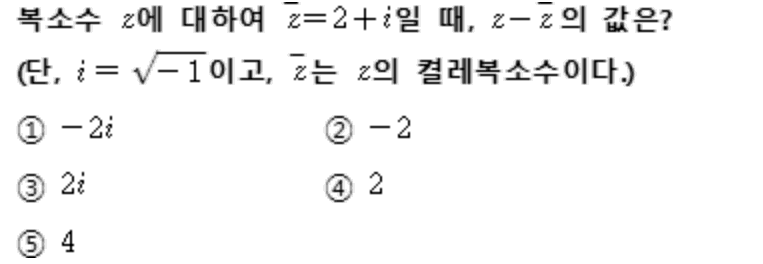 복소수 z에 대하여 z̅=2+i일 때, z−z̅의 값은?
(단, i=√−1이고, z̅는 z의 켤레복소수이다.)
① −2i ② −2
③ 2i ④ 2
⑤ 4